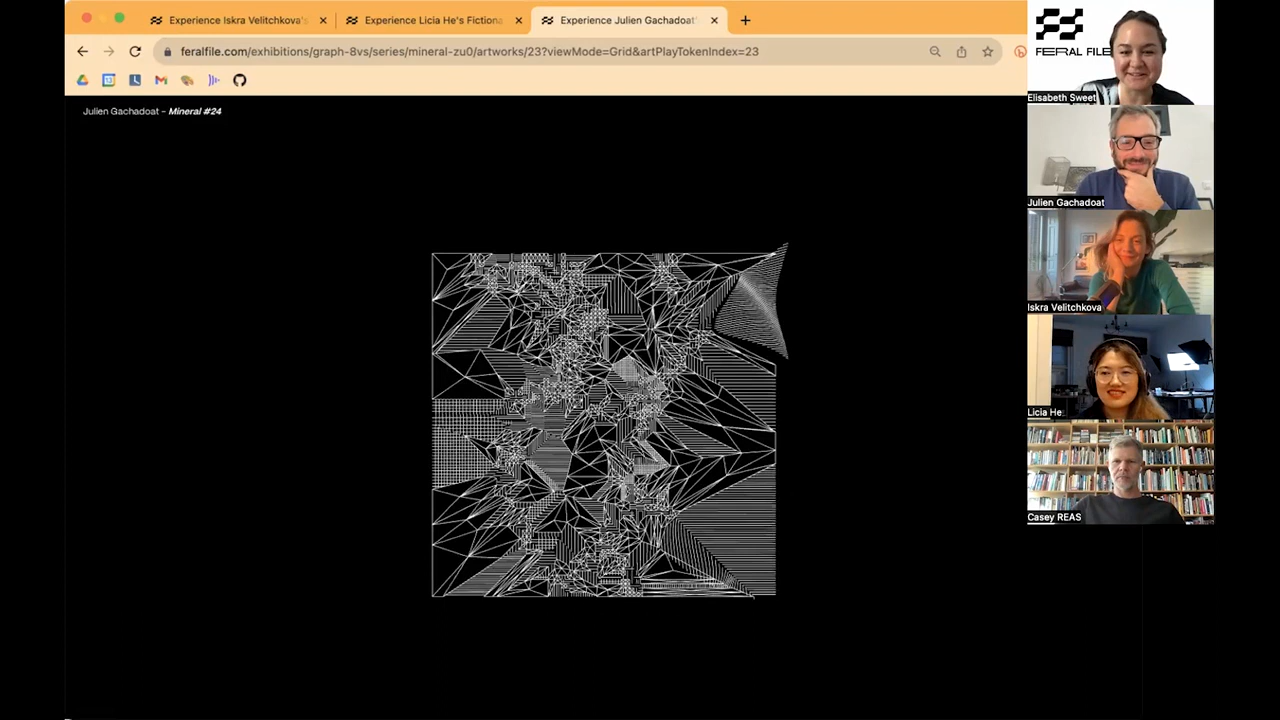 Experience Iskra Velitchkova's
Experience Licia He's Fictiona
Experience Julien Gachadoat'
feralfile.com/exhibitions/graph-8vs/series/mineral-zu0/artworks/23?viewMode=Grid&artPlayTokenIndex=23
Julien Gachadoat – Mineral #24
FERAL FILE
Elisabeth Sweet
Julien Gachadoat
Iskra Velitchkova
Licia He
Casey REAS